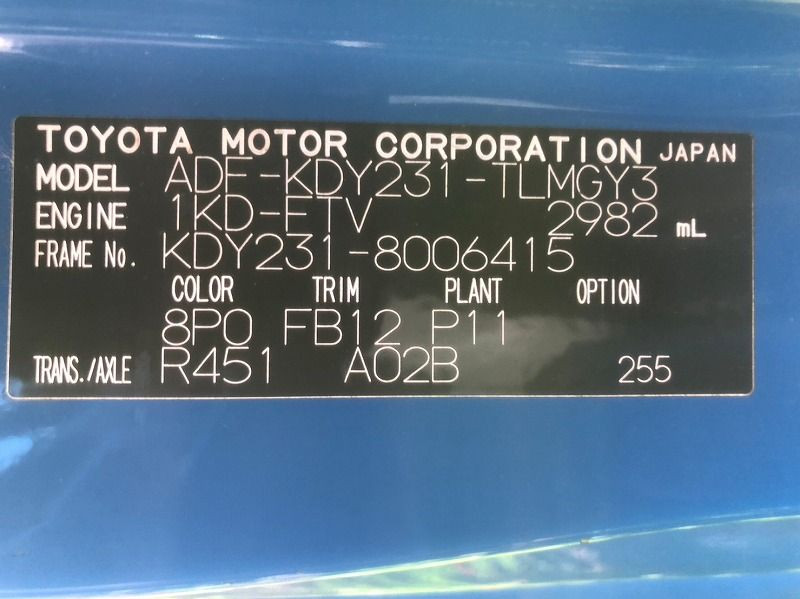 TOYOTA MOTOR CORPORATION JAPAN
MODEL ADF-KDY231-TLMGY3
ENGINE 1KD-FTV 2982 mL
FRAME No. KDY231-8006415
COLOR TRIM PLANT OPTION
8P0 FB12 P11
TRANS./AXLE R451 A02B 255